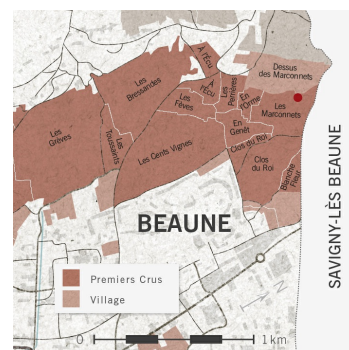 À l'Écu
Dessus
des Marconnets
Les
Bressandes
À
l'Écu
Les
Perrières
En
l'Orme
Les
Fèves
Les
Marconnets
En
Genêt
Les
Grèves
Les
Toussaints
Les Cents Vignes
Clos du Roi
Clos
du Roi
Blanche
Fleur
BEAUNE
SAVIGNY-LÈS BEAUNE
Premiers Crus
Village
0
1km